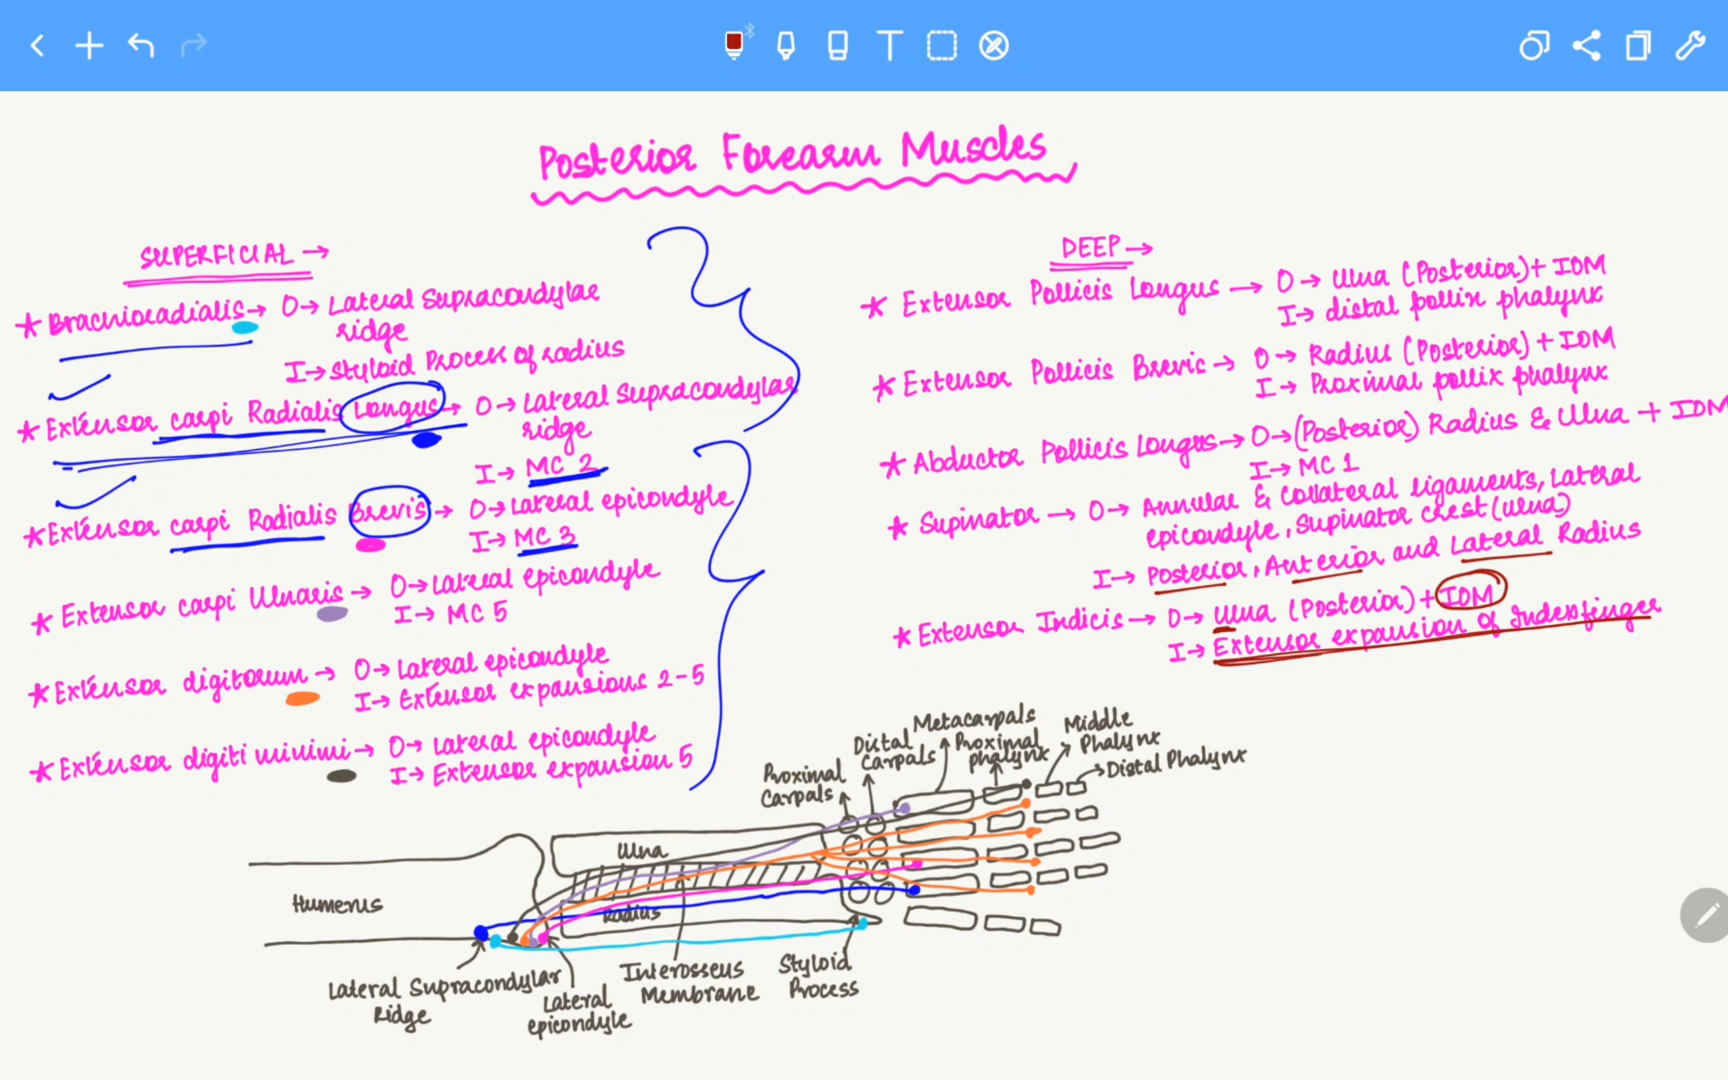 Posterior Forearm Muscles
SUPERFICIAL →
* Brachioradialis → O → Lateral Supracondylar
ridge
I → Styloid Process of radius
* Extensor carpi Radialis Longus → O → Lateral Supracondylar
ridge
I → MC 2
* Extensor carpi Radialis Brevis → O → Lateral epicondyle
I → MC 3
* Extensor carpi Ulnaris → O → Lateral epicondyle
I → MC 5
* Extensor digitorum → O → Lateral epicondyle
I → Extensor expansions 2-5
* Extensor digiti minimi → O → Lateral epicondyle
I → Extensor expansion 5
DEEP →
* Extensor Pollicis Longus → O → Ulna (Posterior) + IOM
I → distal pollix phalynx
* Extensor Pollicis Brevis → O → Radius (Posterior) + IOM
I → Proximal pollix phalynx
* Abductor Pollicis Longus → O → (Posterior) Radius & Ulna + IOM
I → MC 1
* Supinator → O → Annular & Collateral ligaments, Lateral
epicondyle, Supinator crest (ulna)
I → Posterior, Anterior and Lateral Radius
* Extensor Indicis → O → Ulna (Posterior) + IOM
I → Extensor expansion of Indexfinger
Proximal
Carpals
Distal
Carpals
Metacarpals
Proximal
phalynx
Middle
Phalynx
Distal Phalynx
Humerus
Ulna
Radius
Lateral Supracondylar
Ridge
Lateral
epicondyle
Interosseus
Membrane
Styloid
Process
T